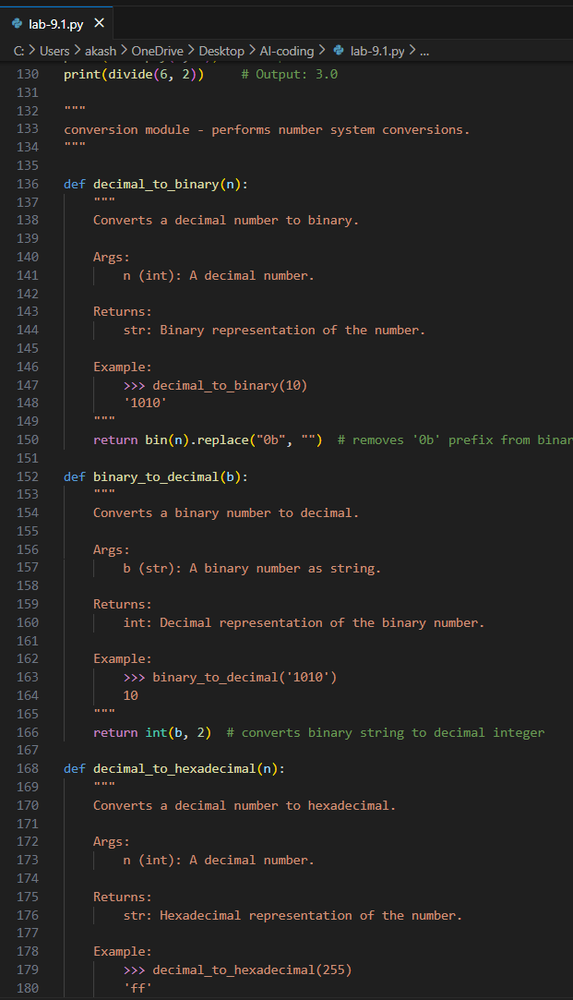 lab-9.1.py
C: > Users > akash > OneDrive > Desktop > AI-coding > lab-9.1.py > ...
130 print(divide(6, 2))     # Output: 3.0
131
132 """
133 conversion module - performs number system conversions.
134 """
135
136 def decimal_to_binary(n):
137     """
138     Converts a decimal number to binary.
139
140     Args:
141         n (int): A decimal number.
142
143     Returns:
144         str: Binary representation of the number.
145
146     Example:
147         >>> decimal_to_binary(10)
148         '1010'
149     """
150     return bin(n).replace("0b", "")  # removes '0b' prefix from binar
151
152 def binary_to_decimal(b):
153     """
154     Converts a binary number to decimal.
155
156     Args:
157         b (str): A binary number as string.
158
159     Returns:
160         int: Decimal representation of the binary number.
161
162     Example:
163         >>> binary_to_decimal('1010')
164         10
165     """
166     return int(b, 2)  # converts binary string to decimal integer
167
168 def decimal_to_hexadecimal(n):
169     """
170     Converts a decimal number to hexadecimal.
171
172     Args:
173         n (int): A decimal number.
174
175     Returns:
176         str: Hexadecimal representation of the number.
177
178     Example:
179         >>> decimal_to_hexadecimal(255)
180         'ff'